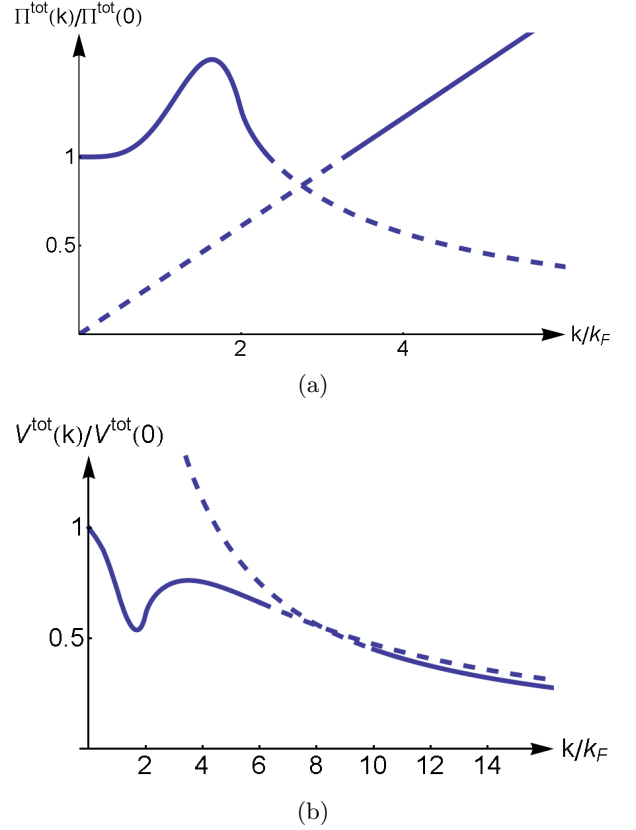 Π^tot(k)/Π^tot(0)
1
0.5
2 4
k/k_F
(a)
V^tot(k)/V^tot(0)
1
0.5
2 4 6 8 10 12 14
k/k_F
(b)